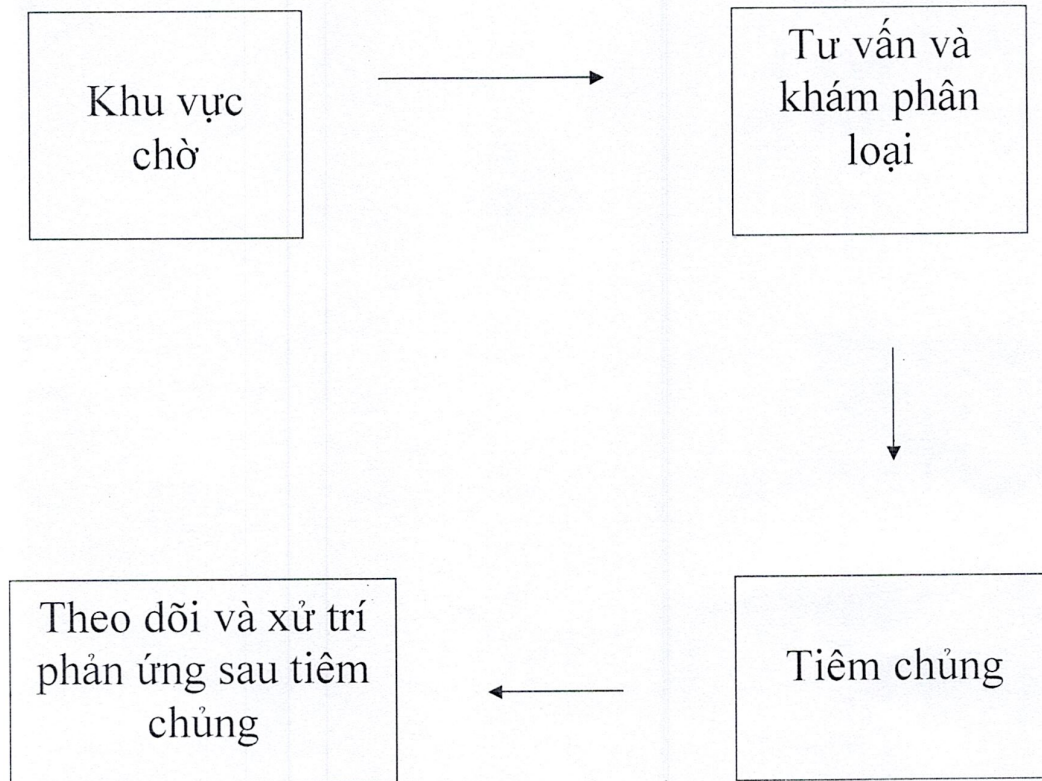 Khu vực
chờ
Tư vấn và
khám phân
loại
Tiêm chủng
Theo dõi và xử trí
phản ứng sau tiêm
chủng